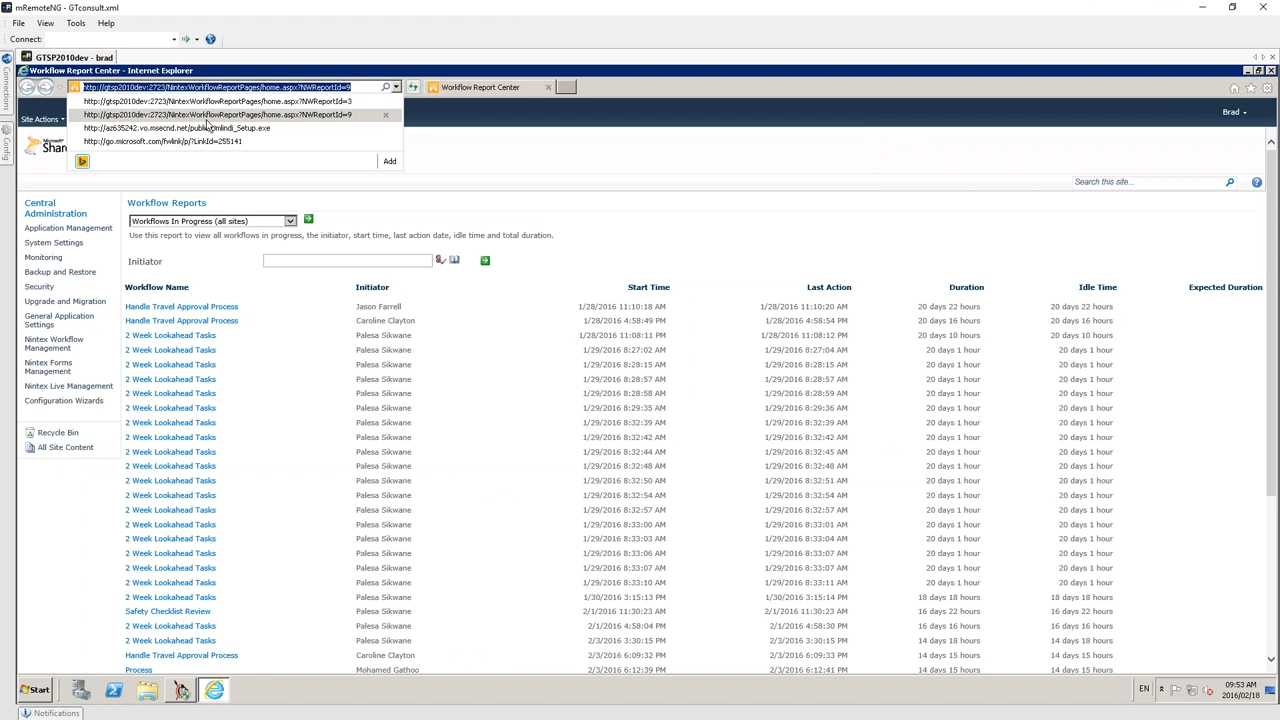 mRemoteNG - GTconsult.xml
File View Tools Help
Connect:
GTSP2010dev - brad
Connections
Config
Workflow Report Center - Internet Explorer
http://gtsp2010dev:2723/NintexWorkflowReportPages/home.aspx?NWReportId=9
Workflow Report Center
http://gtsp2010dev:2723/NintexWorkflowReportPages/home.aspx?NWReportId=3
http://gtsp2010dev:2723/NintexWorkflowReportPages/home.aspx?NWReportId=9
Site Actions
Brad
Microsoft
http://go.microsoft.com/fwlink/p/?LinkId=255141
Add
Search this site...
Central Administration
Application Management
System Settings
Monitoring
Backup and Restore
Security
Upgrade and Migration
General Application Settings
Nintex Workflow Management
Nintex Forms Management
Nintex Live Management
Configuration Wizards
Recycle Bin
All Site Content
Workflow Reports
Workflows In Progress (all sites)
Use this report to view all workflows in progress, the initiator, start time, last action date, idle time and total duration.
Initiator
Workflow Name Initiator Start Time Last Action Duration Idle Time Expected Duration
Handle Travel Approval Process Jason Farrell 1/28/2016 11:10:18 AM 1/28/2016 11:10:20 AM 20 days 22 hours 20 days 22 hours
Handle Travel Approval Process Caroline Clayton 1/28/2016 4:58:49 PM 1/28/2016 4:58:54 PM 20 days 16 hours 20 days 16 hours
2 Week Lookahead Tasks Palesa Sikwane 1/28/2016 11:08:11 PM 1/28/2016 11:08:12 PM 20 days 10 hours 20 days 10 hours
2 Week Lookahead Tasks Palesa Sikwane 1/29/2016 8:27:02 AM 1/29/2016 8:27:04 AM 20 days 1 hour 20 days 1 hour
2 Week Lookahead Tasks Palesa Sikwane 1/29/2016 8:28:15 AM 1/29/2016 8:28:15 AM 20 days 1 hour 20 days 1 hour
2 Week Lookahead Tasks Palesa Sikwane 1/29/2016 8:28:57 AM 1/29/2016 8:28:57 AM 20 days 1 hour 20 days 1 hour
2 Week Lookahead Tasks Palesa Sikwane 1/29/2016 8:28:58 AM 1/29/2016 8:28:59 AM 20 days 1 hour 20 days 1 hour
2 Week Lookahead Tasks Palesa Sikwane 1/29/2016 8:29:35 AM 1/29/2016 8:29:36 AM 20 days 1 hour 20 days 1 hour
2 Week Lookahead Tasks Palesa Sikwane 1/29/2016 8:32:39 AM 1/29/2016 8:32:39 AM 20 days 1 hour 20 days 1 hour
2 Week Lookahead Tasks Palesa Sikwane 1/29/2016 8:32:42 AM 1/29/2016 8:32:42 AM 20 days 1 hour 20 days 1 hour
2 Week Lookahead Tasks Palesa Sikwane 1/29/2016 8:32:44 AM 1/29/2016 8:32:45 AM 20 days 1 hour 20 days 1 hour
2 Week Lookahead Tasks Palesa Sikwane 1/29/2016 8:32:48 AM 1/29/2016 8:32:48 AM 20 days 1 hour 20 days 1 hour
2 Week Lookahead Tasks Palesa Sikwane 1/29/2016 8:32:50 AM 1/29/2016 8:32:51 AM 20 days 1 hour 20 days 1 hour
2 Week Lookahead Tasks Palesa Sikwane 1/29/2016 8:32:54 AM 1/29/2016 8:32:54 AM 20 days 1 hour 20 days 1 hour
2 Week Lookahead Tasks Palesa Sikwane 1/29/2016 8:32:57 AM 1/29/2016 8:32:57 AM 20 days 1 hour 20 days 1 hour
2 Week Lookahead Tasks Palesa Sikwane 1/29/2016 8:33:00 AM 1/29/2016 8:33:01 AM 20 days 1 hour 20 days 1 hour
2 Week Lookahead Tasks Palesa Sikwane 1/29/2016 8:33:03 AM 1/29/2016 8:33:04 AM 20 days 1 hour 20 days 1 hour
2 Week Lookahead Tasks Palesa Sikwane 1/29/2016 8:33:06 AM 1/29/2016 8:33:07 AM 20 days 1 hour 20 days 1 hour
2 Week Lookahead Tasks Palesa Sikwane 1/29/2016 8:33:07 AM 1/29/2016 8:33:07 AM 20 days 1 hour 20 days 1 hour
2 Week Lookahead Tasks Palesa Sikwane 1/29/2016 8:33:10 AM 1/29/2016 8:33:11 AM 20 days 1 hour 20 days 1 hour
2 Week Lookahead Tasks Palesa Sikwane 1/30/2016 3:15:13 PM 1/30/2016 3:15:14 PM 18 days 18 hours 18 days 18 hours
Safety Checklist Review Palesa Sikwane 2/1/2016 11:30:23 AM 2/1/2016 11:30:23 AM 16 days 22 hours 16 days 22 hours
2 Week Lookahead Tasks Palesa Sikwane 2/1/2016 4:58:04 PM 2/1/2016 4:58:30 PM 16 days 16 hours 16 days 16 hours
2 Week Lookahead Tasks Palesa Sikwane 2/3/2016 3:30:15 PM 2/3/2016 3:30:16 PM 14 days 18 hours 14 days 18 hours
Handle Travel Approval Process Caroline Clayton 2/3/2016 6:09:32 PM 2/3/2016 6:09:33 PM 14 days 15 hours 14 days 15 hours
Process Mohamed Gathoo 2/3/2016 6:12:39 PM 2/3/2016 6:12:41 PM 14 days 15 hours 14 days 15 hours
Start
EN
09:53 AM
2016/02/18
Notifications